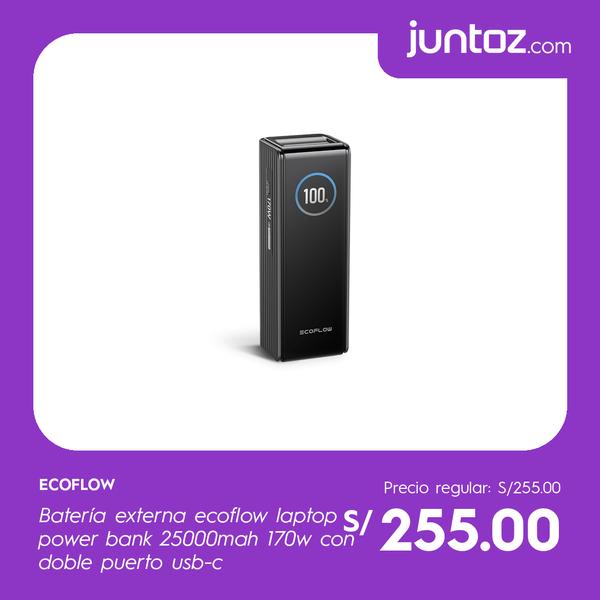 juntoz.com
100%
170W
ECOFLOW
ECOFLOW
Batería externa ecoflow laptop
power bank 25000mah 170w con
doble puerto usb-c
Precio regular: S/255.00
S/ 255.00